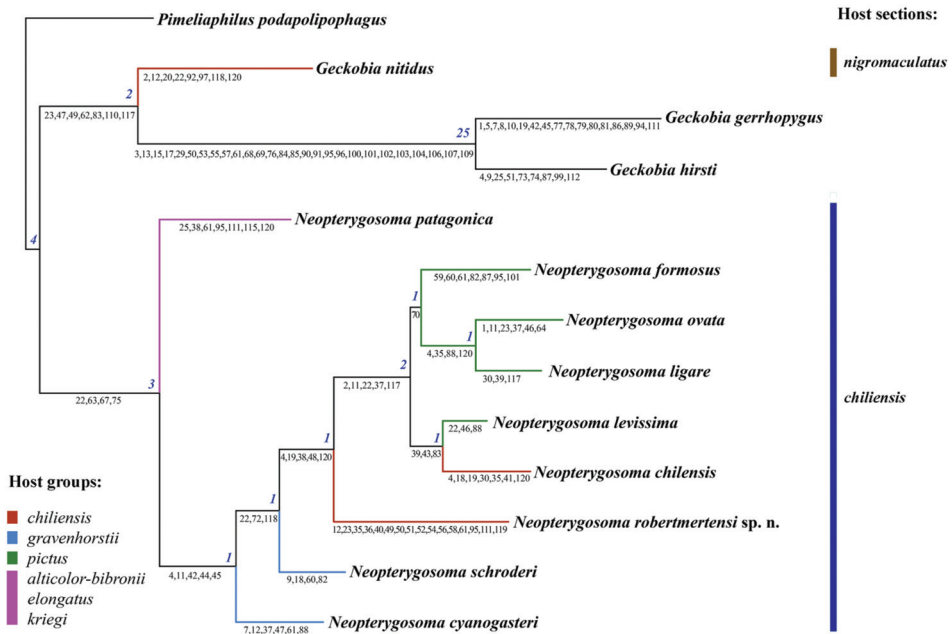 Pimeliaphilus podapolipophagus
Host sections:
Geckobia nitidus
2,12,20,22,92,97,118,120
nigromaculatus
2
23,47,49,62,83,110,117
25
Geckobia gerrhopygus
1,5,7,8,10,19,42,45,77,78,79,80,81,86,89,94,111
3,13,15,17,29,50,53,55,57,61,68,69,76,84,85,90,91,95,96,100,101,102,103,104,106,107,109
Geckobia hirsti
4,9,25,51,73,74,87,99,112
Neopterygosoma patagonica
25,38,61,95,111,115,120
4
Neopterygosoma formosus
59,60,61,82,87,95,101
1
70
Neopterygosoma ovata
1,11,23,37,46,64
1
4,35,88,120
Neopterygosoma ligare
30,39,117
2
2,11,22,37,117
3
22,63,67,75
chiliensis
Neopterygosoma levissima
22,46,88
1
39,43,83
1
4,19,38,48,120
Neopterygosoma chilensis
4,18,19,30,35,41,120
Host groups:
chiliensis
gravenhorstii
pictus
alticolor-bibronii
elongatus
kriegi
1
22,72,118
Neopterygosoma robertmertensi sp. n.
12,23,35,36,40,49,50,51,52,54,56,58,61,95,111,119
1
4,11,42,44,45
Neopterygosoma schroderi
9,18,60,82
Neopterygosoma cyanogasteri
7,12,37,47,61,88